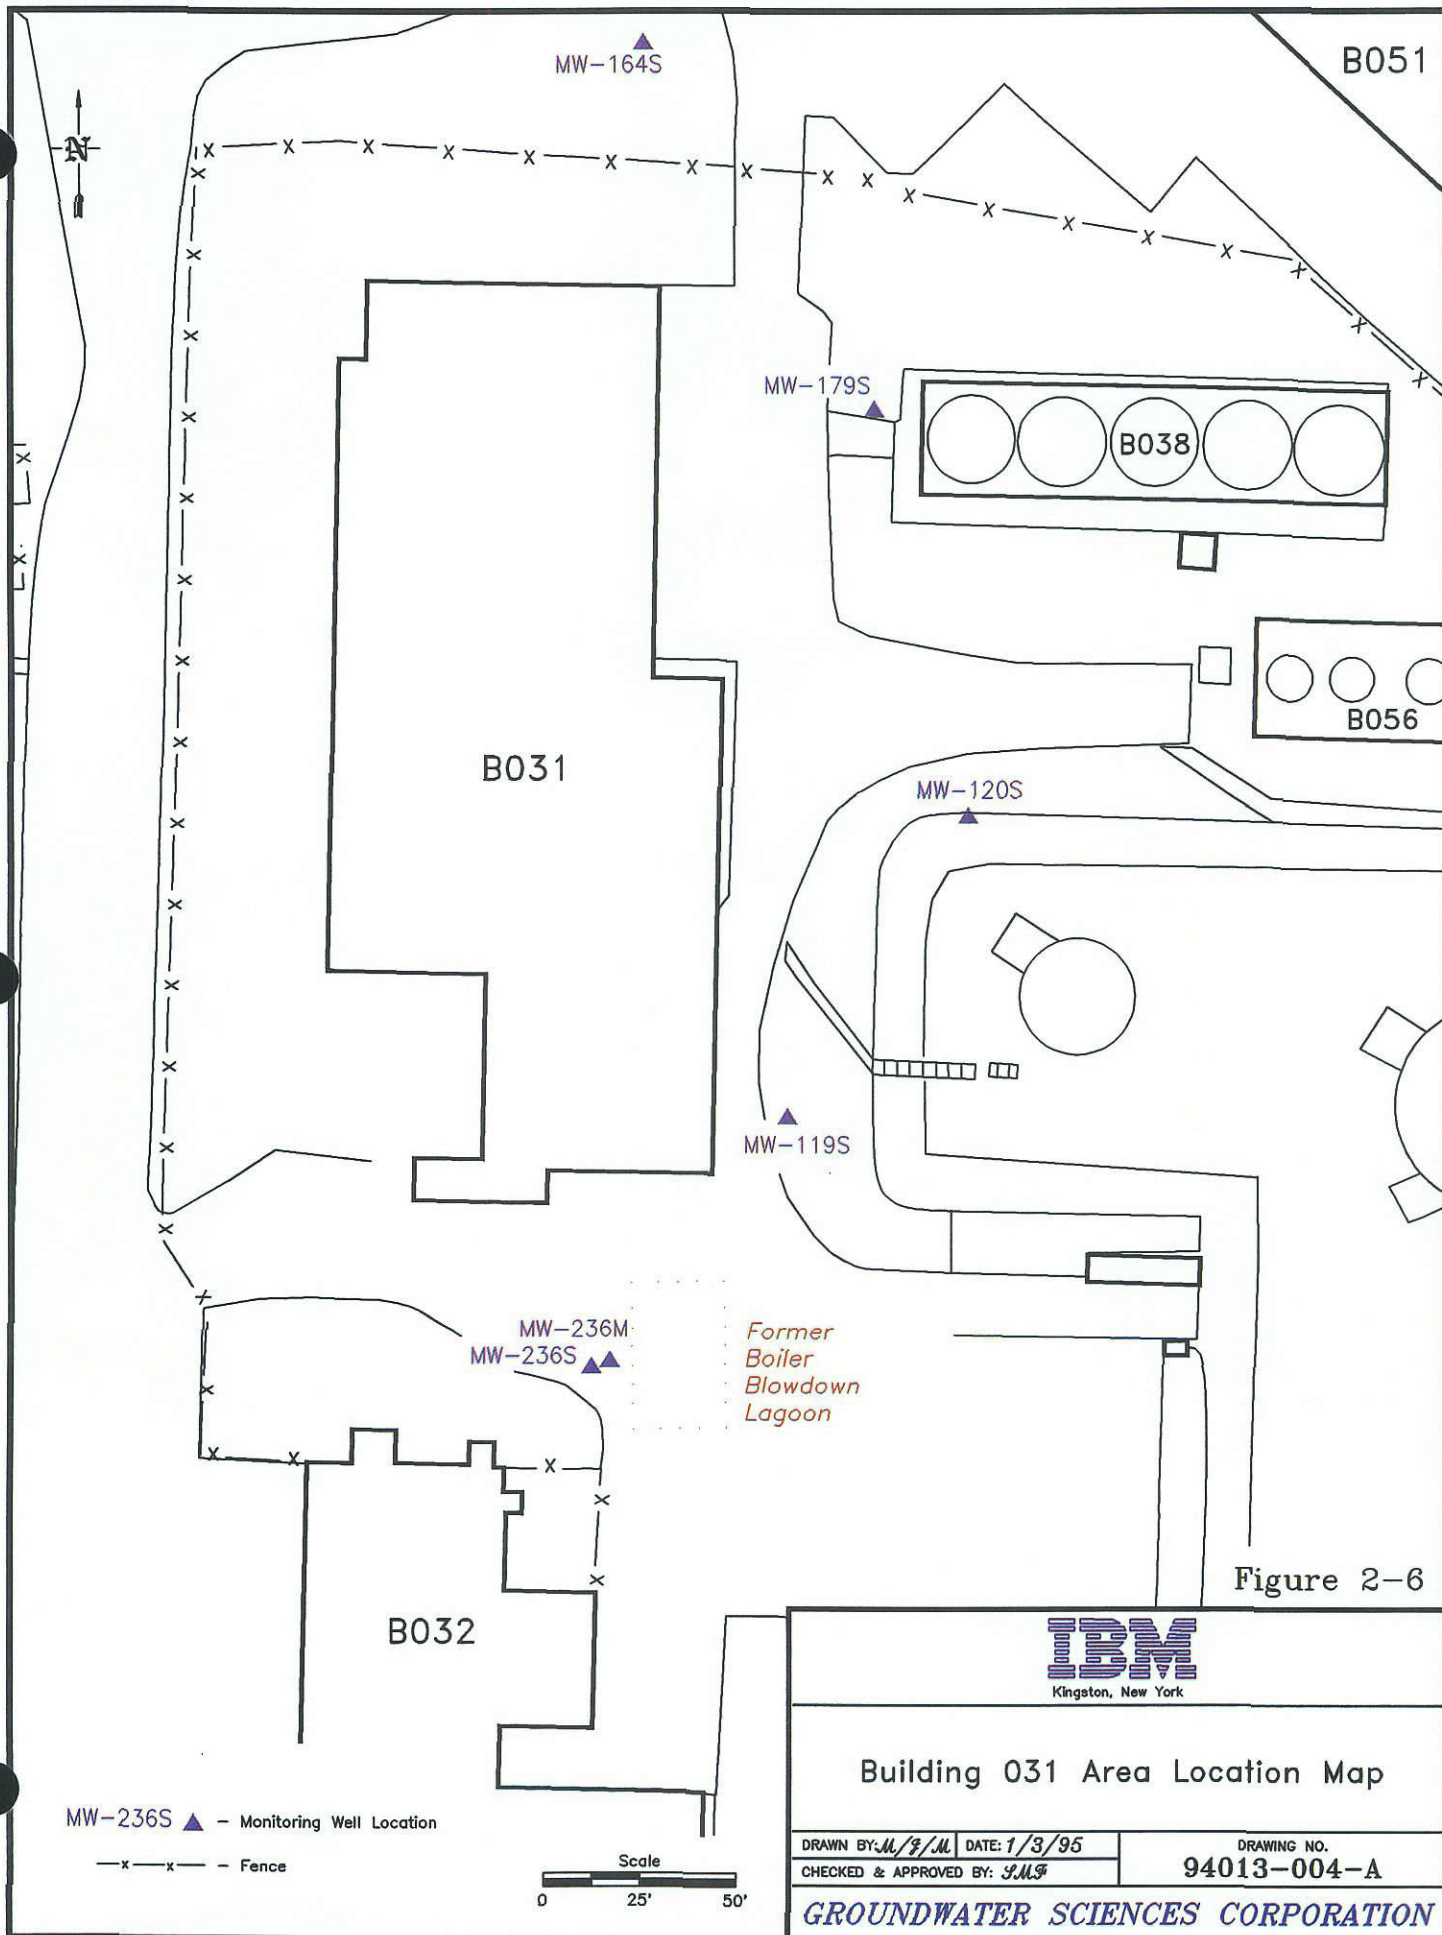 MW-164S
B051
N
MW-179S
B038
B056
B031
MW-120S
MW-119S
MW-236M
MW-236S
Former
Boiler
Blowdown
Lagoon
B032
Figure 2-6
IBM
Kingston, New York
Building 031 Area Location Map
MW-236S - Monitoring Well Location
x x - Fence
Scale
0 25' 50'
DRAWN BY: M/J/M DATE: 1/3/95
CHECKED & APPROVED BY: SMF
DRAWING NO.
94013-004-A
GROUNDWATER SCIENCES CORPORATION